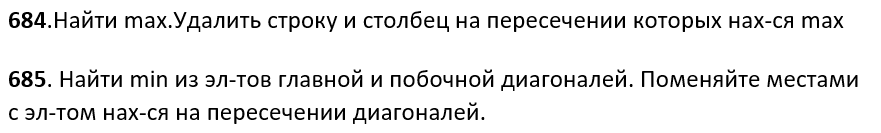 684.Найти max.Удалить строку и столбец на пересечении которых нах-ся max
685. Найти min из эл-тов главной и побочной диагоналей. Поменяйте местами
с эл-том нах-ся на пересечении диагоналей.